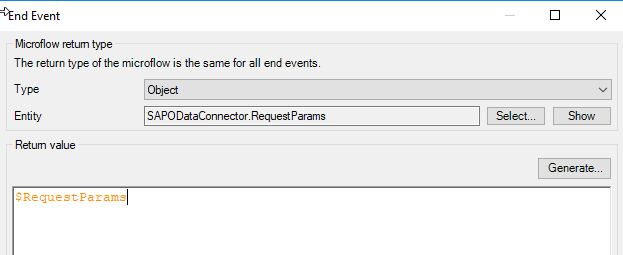 End Event
Microflow return type
The return type of the microflow is the same for all end events.
Type Object
Entity SAPODataConnector.RequestParams Select... Show
Return value
Generate...
$RequestParams